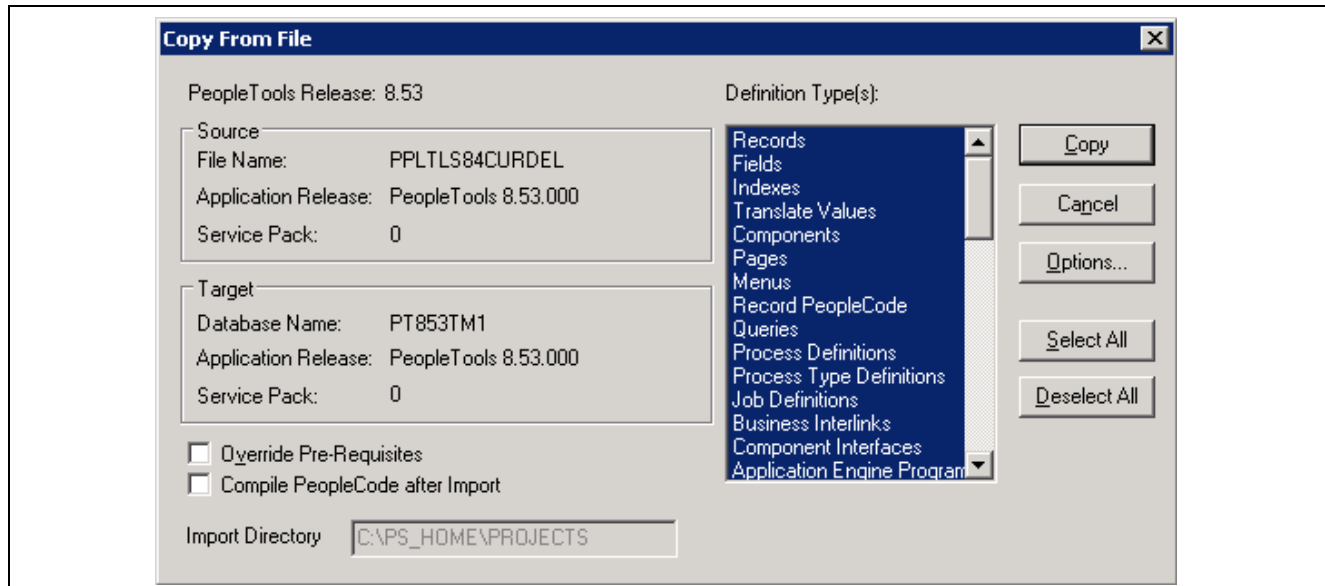 Copy From File
PeopleTools Release: 8.53
Source
File Name: PPLTLS84CURDEL
Application Release: PeopleTools 8.53.000
Service Pack: 0
Target
Database Name: PT853TM1
Application Release: PeopleTools 8.53.000
Service Pack: 0
Override Pre-Requisites
Compile PeopleCode after Import
Import Directory C:\PS_HOME\PROJECTS
Definition Type(s):
Records
Fields
Indexes
Translate Values
Components
Pages
Menus
Record PeopleCode
Queries
Process Definitions
Process Type Definitions
Job Definitions
Business Interlinks
Component Interfaces
Application Engine Program
Copy
Cancel
Options...
Select All
Deselect All